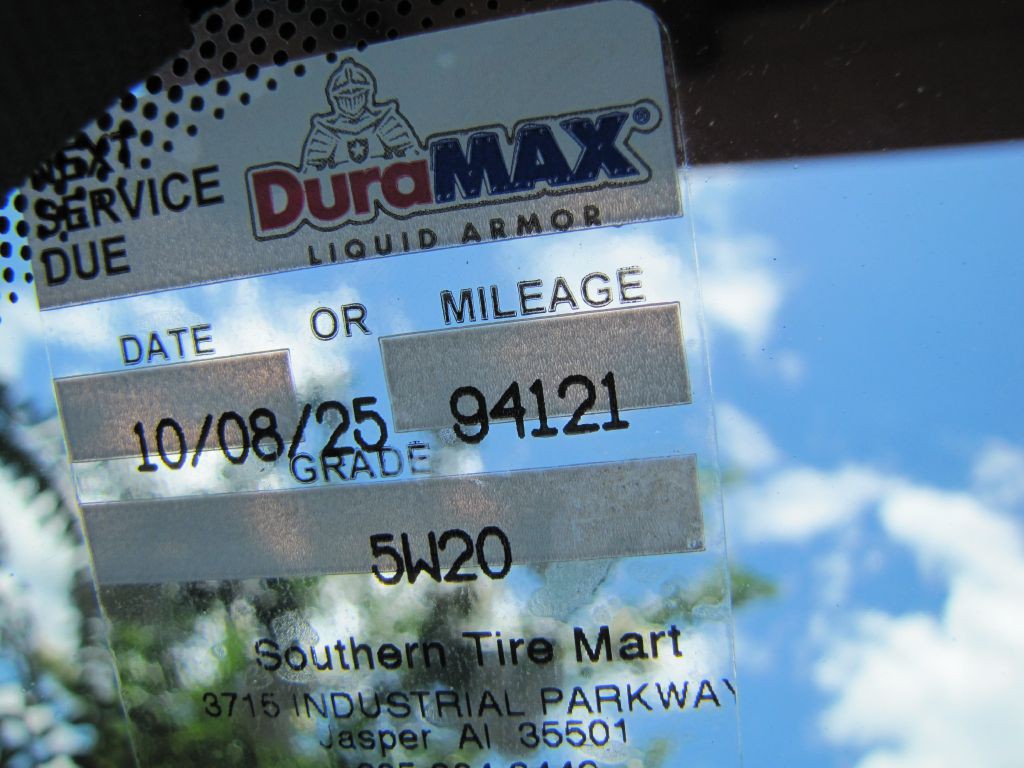 NEXT
SERVICE
DUE
DuraMAX®
LIQUID ARMOR
DATE OR MILEAGE
10/08/25 94121
GRADE
5W20
Southern Tire Mart
3715 INDUSTRIAL PARKWAY
Jasper Al 35501